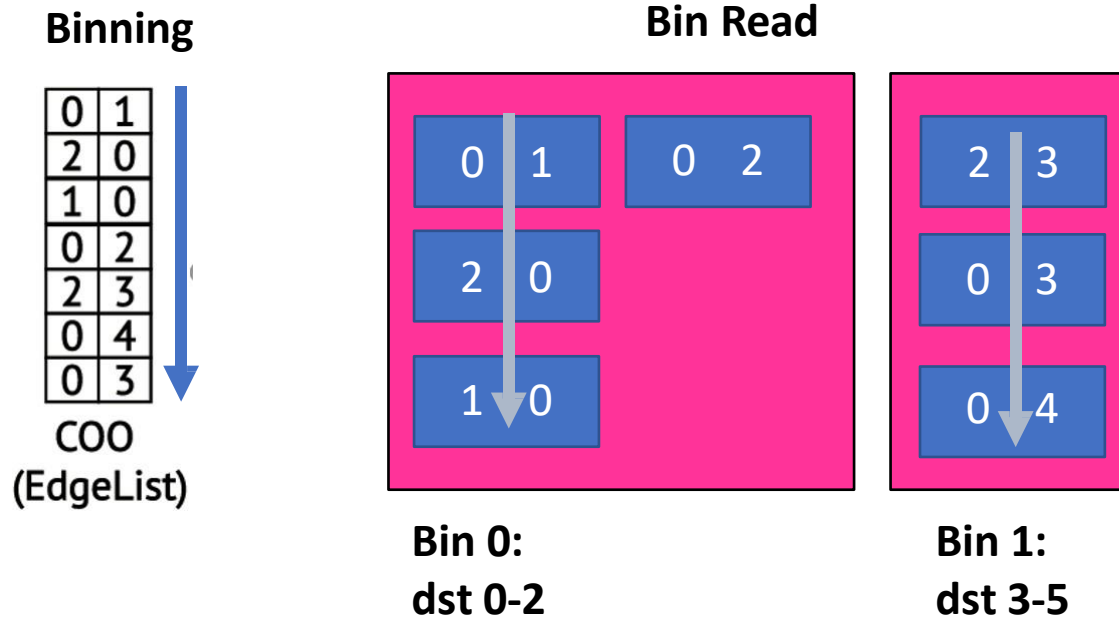 Binning
0 1
2 0
1 0
0 2
2 3
0 4
0 3
COO
(EdgeList)
Bin Read
0 1
0 2
2 0
1 0
Bin 0:
dst 0-2
2 3
0 3
0 4
Bin 1:
dst 3-5